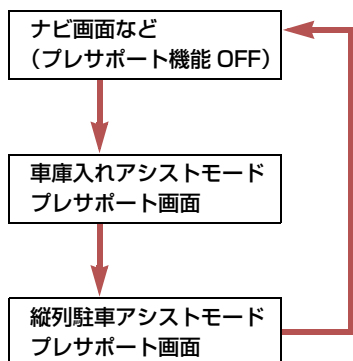 ナビ画面など
（プレサポート機能 OFF）
車庫入れアシストモード
プレサポート画面
縦列駐車アシストモード
プレサポート画面